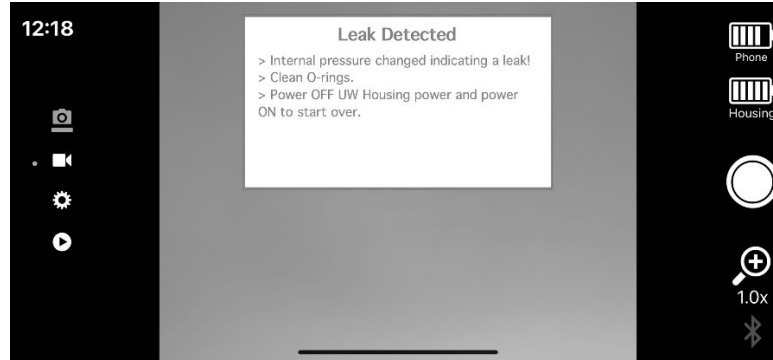 12:18
Leak Detected
> Internal pressure changed indicating a leak!
> Clean O-rings.
> Power OFF UW Housing power and power
ON to start over.
Phone
Housing
1.0x